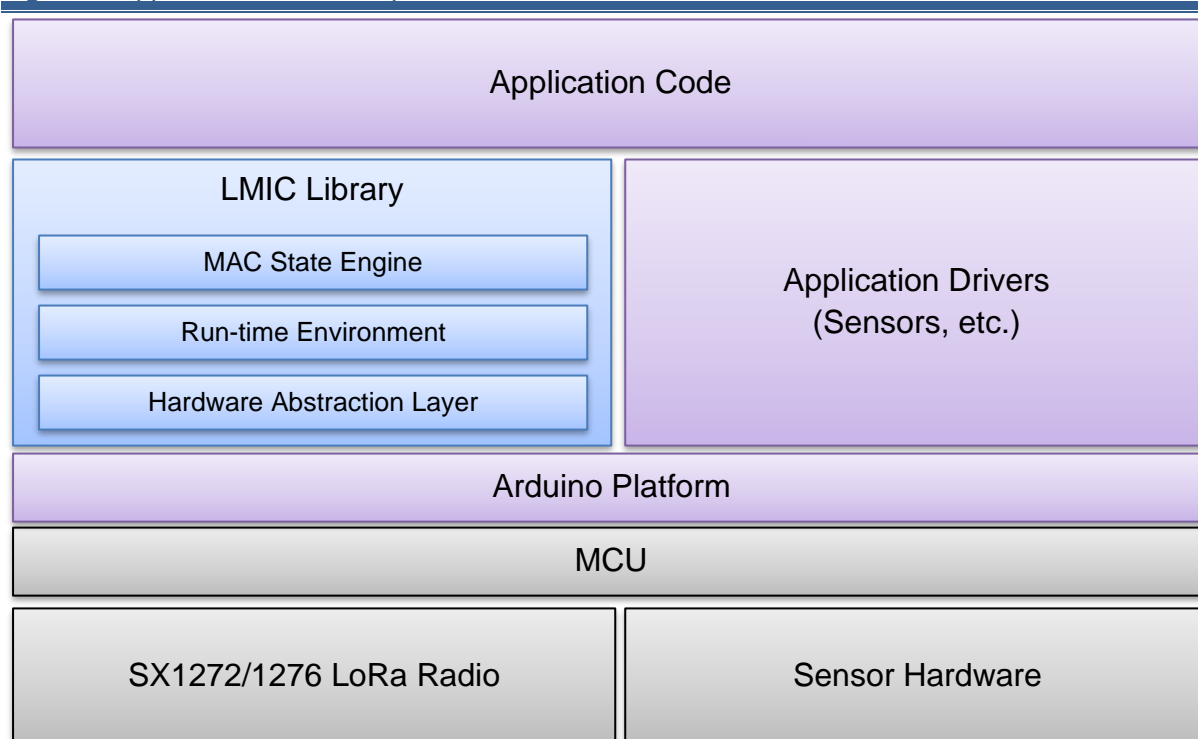 Application Code
LMIC Library
MAC State Engine
Run-time Environment
Hardware Abstraction Layer
Application Drivers
(Sensors, etc.)
Arduino Platform
MCU
SX1272/1276 LoRa Radio
Sensor Hardware